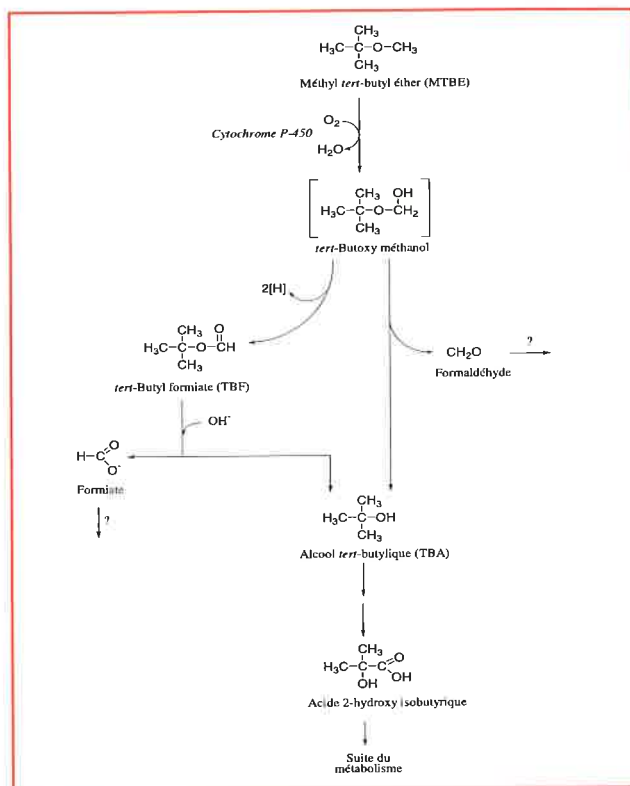 CH₃
H₃C–C–O–CH₃
CH₃
Méthyl tert-butyl éther (MTBE)
O₂
Cytochrome P-450
H₂O
CH₃ OH
H₃C–C–O–CH₂
CH₃
tert-Butoxy méthanol
2[H]
CH₃ O
H₃C–C–O–CH
CH₃
tert-Butyl formiate (TBF)
CH₂O
?
Formaldéhyde
OH⁻
O
H–C
O⁻
Formiate
?
CH₃
H₃C–C–OH
CH₃
Alcool tert-butylique (TBA)
CH₃ O
H₃C–C–C
OH OH
Acide 2-hydroxy isobutyrique
Suite du
métabolisme